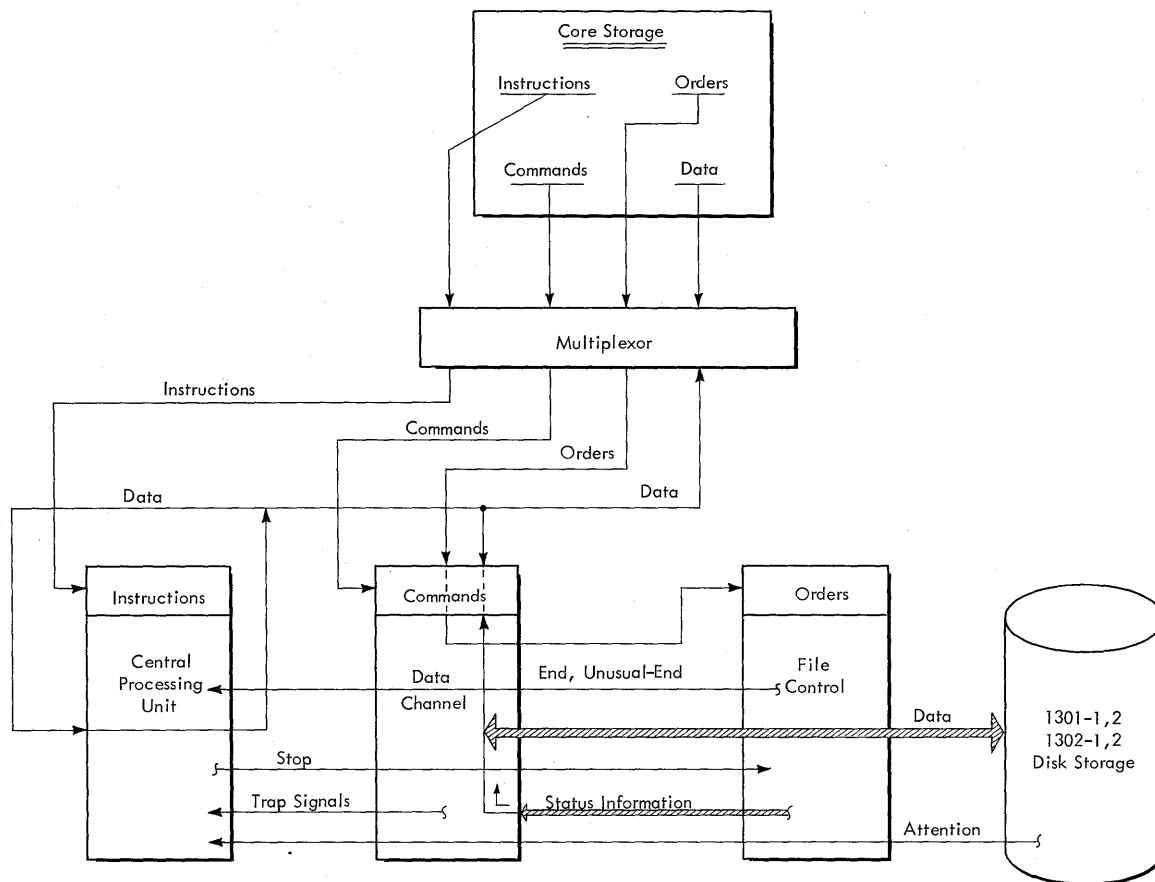 Core Storage
Instructions
Orders
Commands
Data
Multiplexor
Instructions
Commands
Orders
Data
Data
Instructions
Commands
Orders
Central
Processing
Unit
Data
Channel
End, Unusual-End
File
Control
Data
1301-1,2
1302-1,2
Disk Storage
Stop
Trap Signals
Status Information
Attention